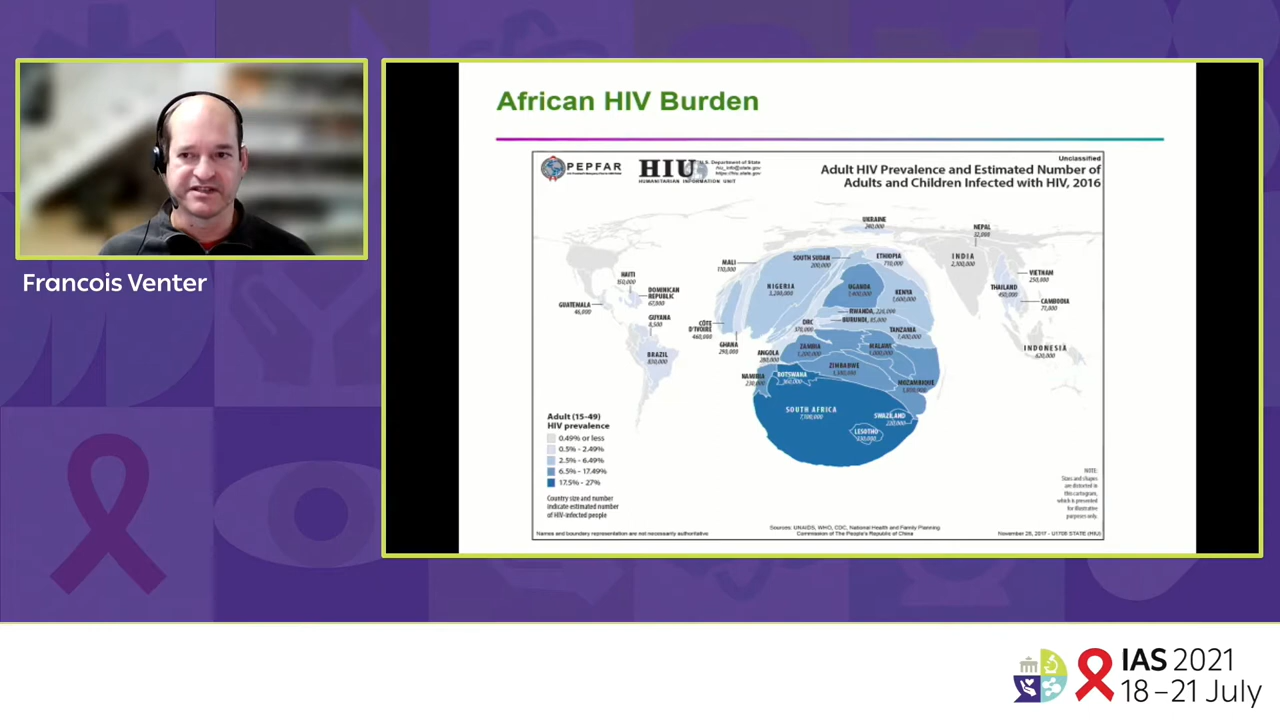 African HIV Burden
Francois Venter
PEPFAR
HIU
U.S. Department of State
hiu_info@state.gov
https://hiu.state.gov
HUMANITARIAN INFORMATION UNIT
Unclassified
Adult HIV Prevalence and Estimated Number of
Adults and Children Infected with HIV, 2016
UKRAINE
240,000
NEPAL
32,000
MALI
110,000
SOUTH SUDAN
200,000
ETHIOPIA
710,000
INDIA
2,100,000
HAITI
150,000
VIETNAM
250,000
DOMINICAN
REPUBLIC
67,000
NIGERIA
3,200,000
UGANDA
1,400,000
KENYA
1,600,000
THAILAND
450,000
GUATEMALA
46,000
CAMBODIA
71,000
GUYANA
8,500
RWANDA, 220,000
BURUNDI,
CÔTE
D'IVOIRE
460,000
DRC
370,000
TANZANIA
1,400,000
GHANA
290,000
ZAMBIA
1,200,000
MALAWI
1,000,000
INDONESIA
620,000
BRAZIL
830,000
ANGOLA
280,000
ZIMBABWE
1,300,000
NAMIBIA
230,000
BOTSWANA
360,000
MOZAMBIQUE
1,800,000
SOUTH AFRICA
7,100,000
SWAZILAND
220,000
LESOTHO
Adult (15-49)
HIV prevalence
0.49% or less
0.5% - 2.49%
2.5% - 6.49%
6.5% - 17.49%
17.5% - 27%
Country size and number
indicate estimated number
of HIV-infected people
NOTE:
Sizes and shapes
are distorted in
this cartogram,
which is presented
for illustrative
purposes only.
Names and boundary representation are not necessarily authoritative
Sources: UNAIDS, WHO, CDC, National Health and Family Planning
Commission of The People's Republic of China
November 28, 2017 - U1708 STATE (HIU)
IAS 2021
18 – 21 July